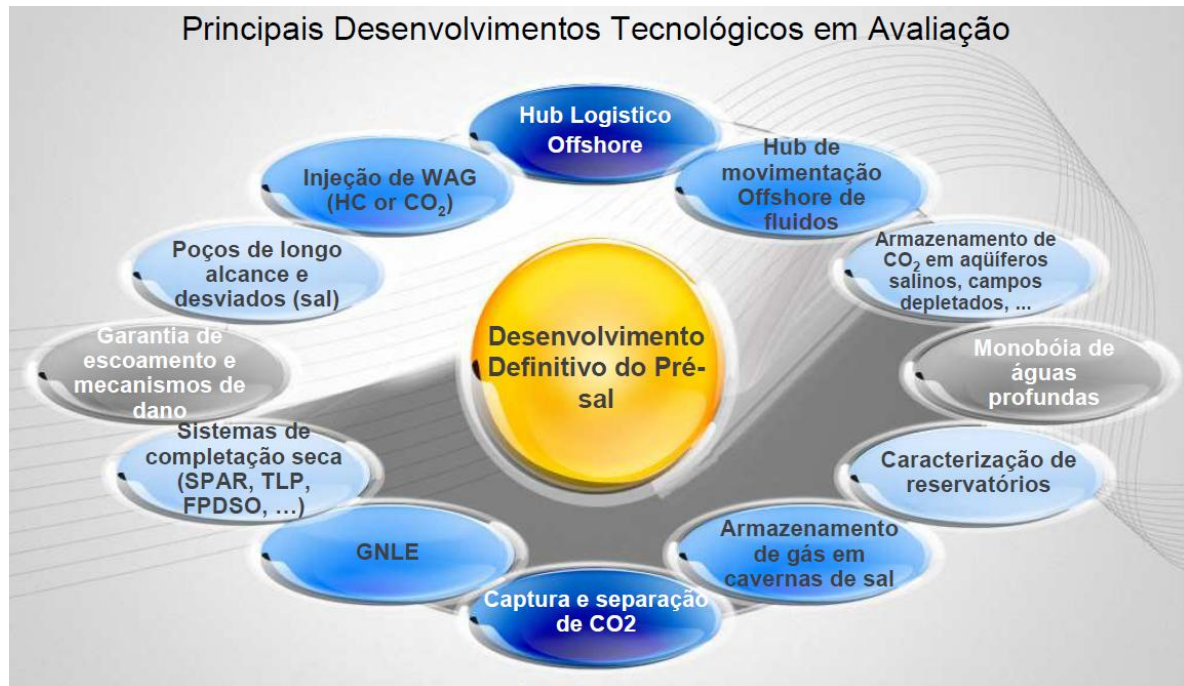 Principais Desenvolvimentos Tecnológicos em Avaliação
Hub Logistico
Offshore
Hub de
movimentação
Offshore de
fluidos
Armazenamento de
CO₂ em aqüíferos
salinos, campos
depletados, ...
Monobóia de
águas
profundas
Caracterização de
reservatórios
Armazenamento
de gás em
cavernas de sal
Captura e separação
de CO2
GNLE
Sistemas de
completação seca
(SPAR, TLP,
FPDSO, ...)
Garantia de
escoamento e
mecanismos de
dano
Poços de longo
alcance e
desviados (sal)
Injeção de WAG
(HC or CO₂)
Desenvolvimento
Definitivo do Pré-
sal